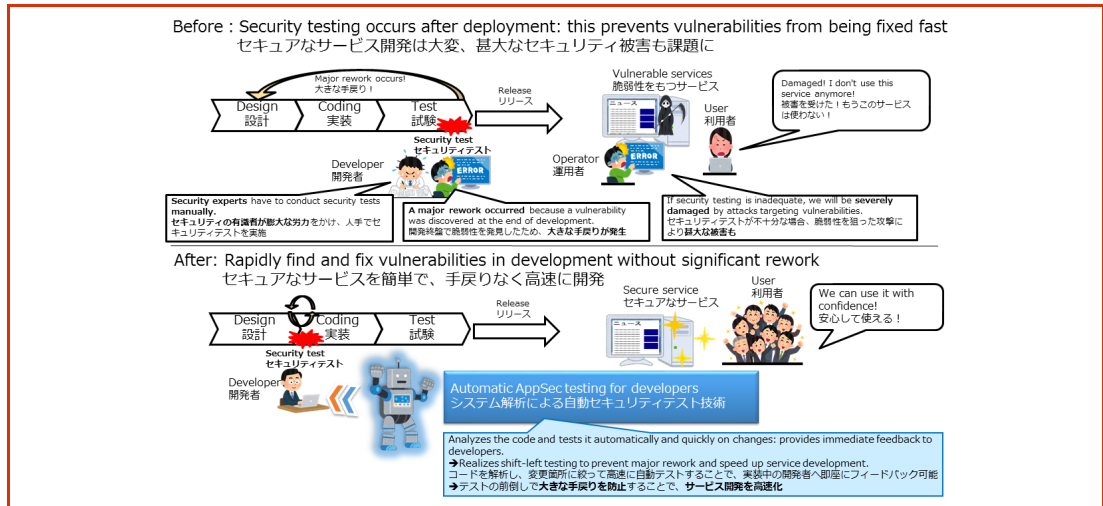 Before : Security testing occurs after deployment: this prevents vulnerabilities from being fixed fast
セキュアなサービス開発は大変、甚大なセキュリティ被害も課題に
Major rework occurs!
大きな手戻り！
Design
設計
Coding
実装
Test
試験
Security test
セキュリティテスト
Release
リリース
Vulnerable services
脆弱性をもつサービス
ニュース
User
利用者
Damaged! I don't use this
service anymore!
被害を受けた！もうこのサービス
は使わない！
Developer
開発者
ERROR
Operator
運用者
ERROR
Security experts have to conduct security tests
manually.
セキュリティの有識者が膨大な労力をかけ、人手でセ
キュリティテストを実施
A major rework occurred because a vulnerability
was discovered at the end of development.
開発終盤で脆弱性を発見したため、大きな手戻りが発生
If security testing is inadequate, we will be severely
damaged by attacks targeting vulnerabilities.
セキュリティテストが不十分な場合、脆弱性を狙った攻撃に
より甚大な被害も
After: Rapidly find and fix vulnerabilities in development without significant rework
セキュアなサービスを簡単で、手戻りなく高速に開発
Design
設計
Coding
実装
Test
試験
Security test
セキュリティテスト
Release
リリース
Secure service
セキュアなサービス
ニュース
User
利用者
We can use it with
confidence!
安心して使える！
Developer
開発者
Automatic AppSec testing for developers
システム解析による自動セキュリティテスト技術
Analyzes the code and tests it automatically and quickly on changes: provides immediate feedback to
developers.
➔Realizes shift-left testing to prevent major rework and speed up service development.
コードを解析し、変更箇所に絞って高速に自動テストすることで、実装中の開発者へ即座にフィードバック可能
➔テストの前倒しで大きな手戻りを防止することで、サービス開発を高速化